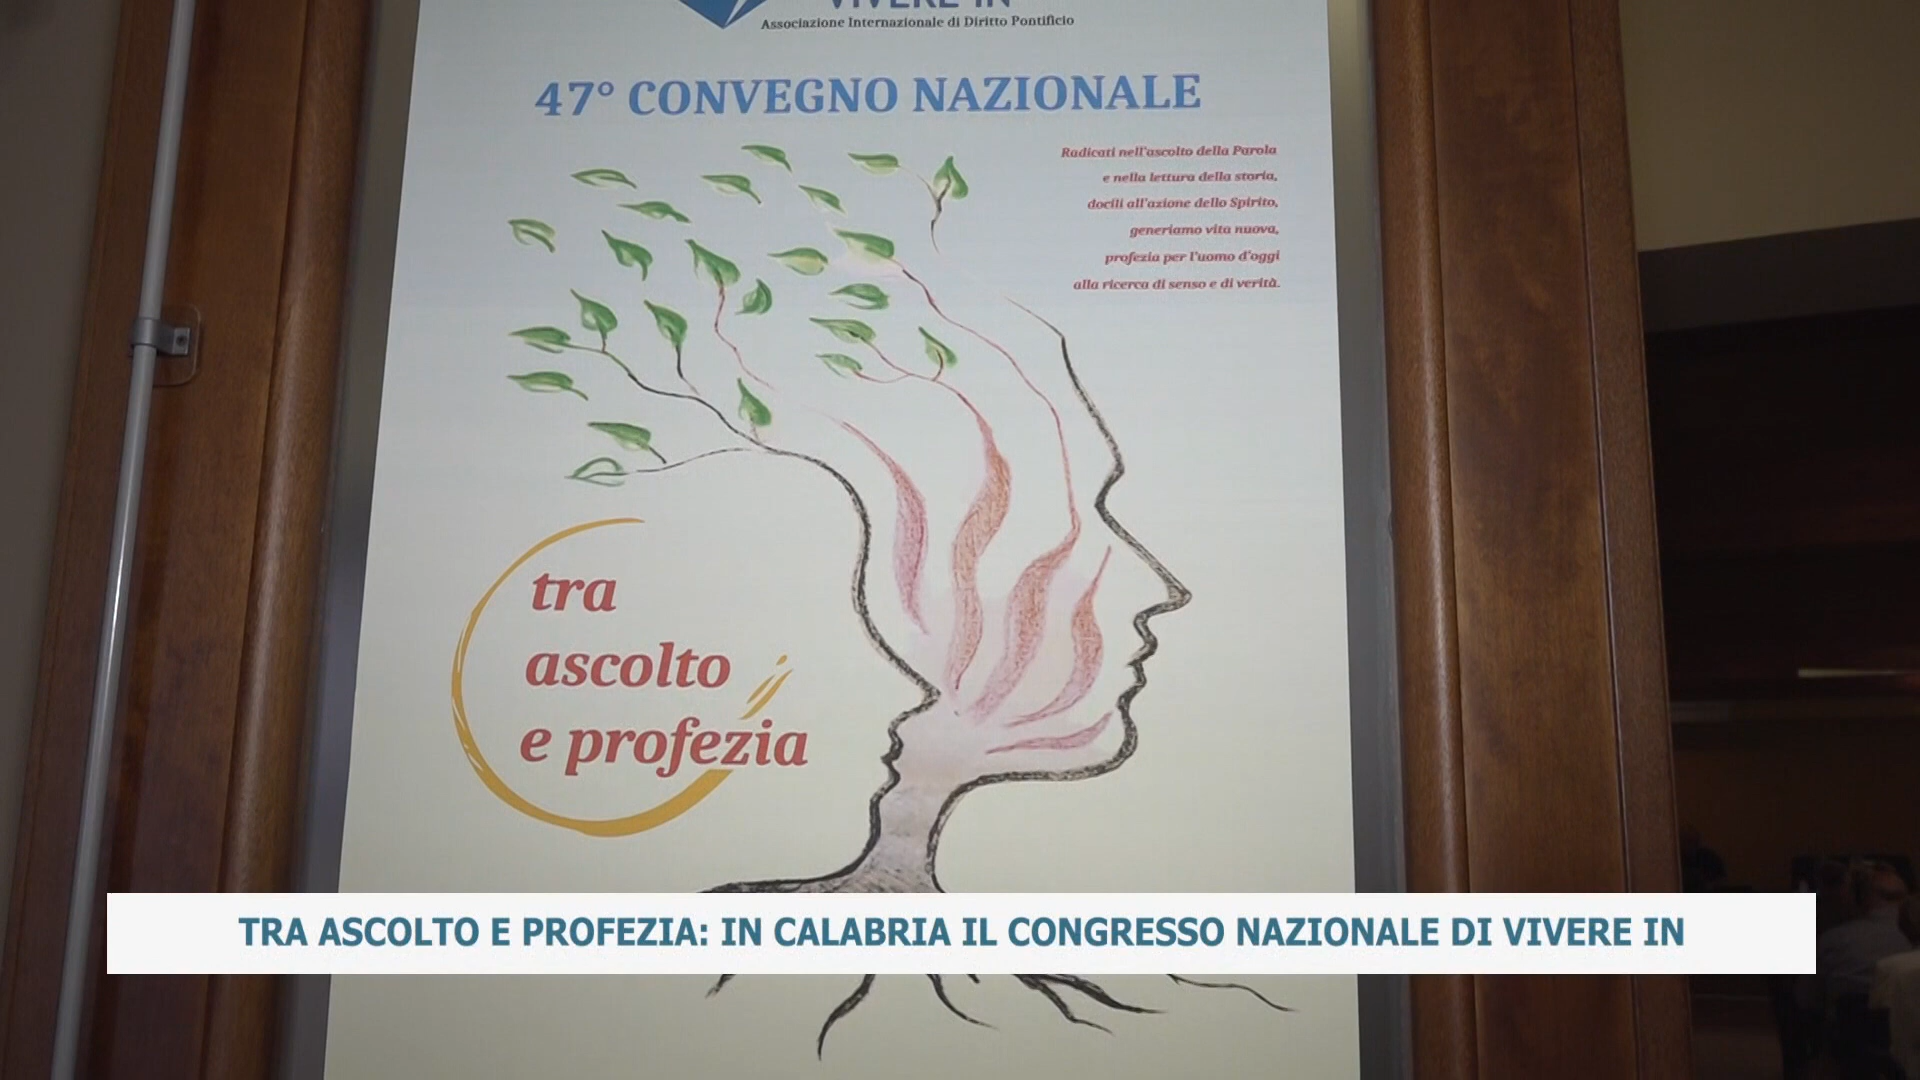 VIVERE IN
Associazione Internazionale di Diritto Pontificio
47° CONVEGNO NAZIONALE
Radicati nell'ascolto della Parola
e nella lettura della storia,
docili all'azione dello Spirito,
generiamo vita nuova,
profezia per l'uomo d'oggi
alla ricerca di senso e di verità.
tra
ascolto
e profezia
TRA ASCOLTO E PROFEZIA: IN CALABRIA IL CONGRESSO NAZIONALE DI VIVERE IN